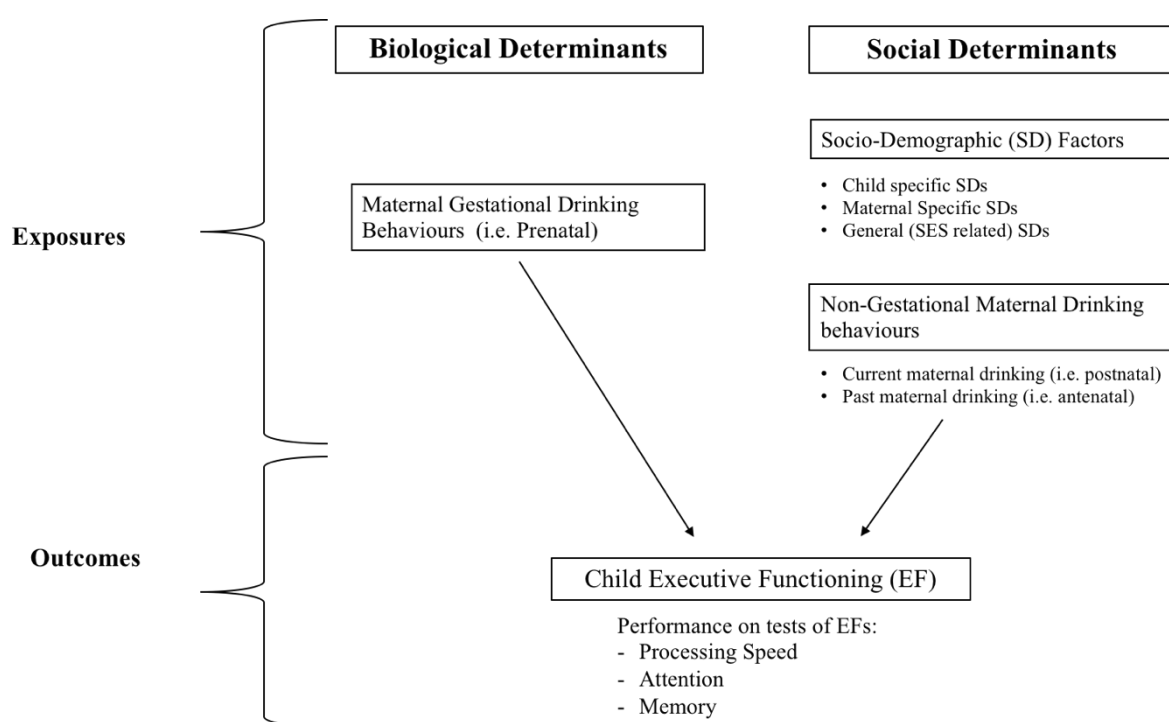 Biological Determinants
Social Determinants
Exposures
Maternal Gestational Drinking
Behaviours (i.e. Prenatal)
Socio-Demographic (SD) Factors
• Child specific SDs
• Maternal Specific SDs
• General (SES related) SDs
Non-Gestational Maternal Drinking
behaviours
• Current maternal drinking (i.e. postnatal)
• Past maternal drinking (i.e. antenatal)
Outcomes
Child Executive Functioning (EF)
Performance on tests of EFs:
- Processing Speed
- Attention
- Memory